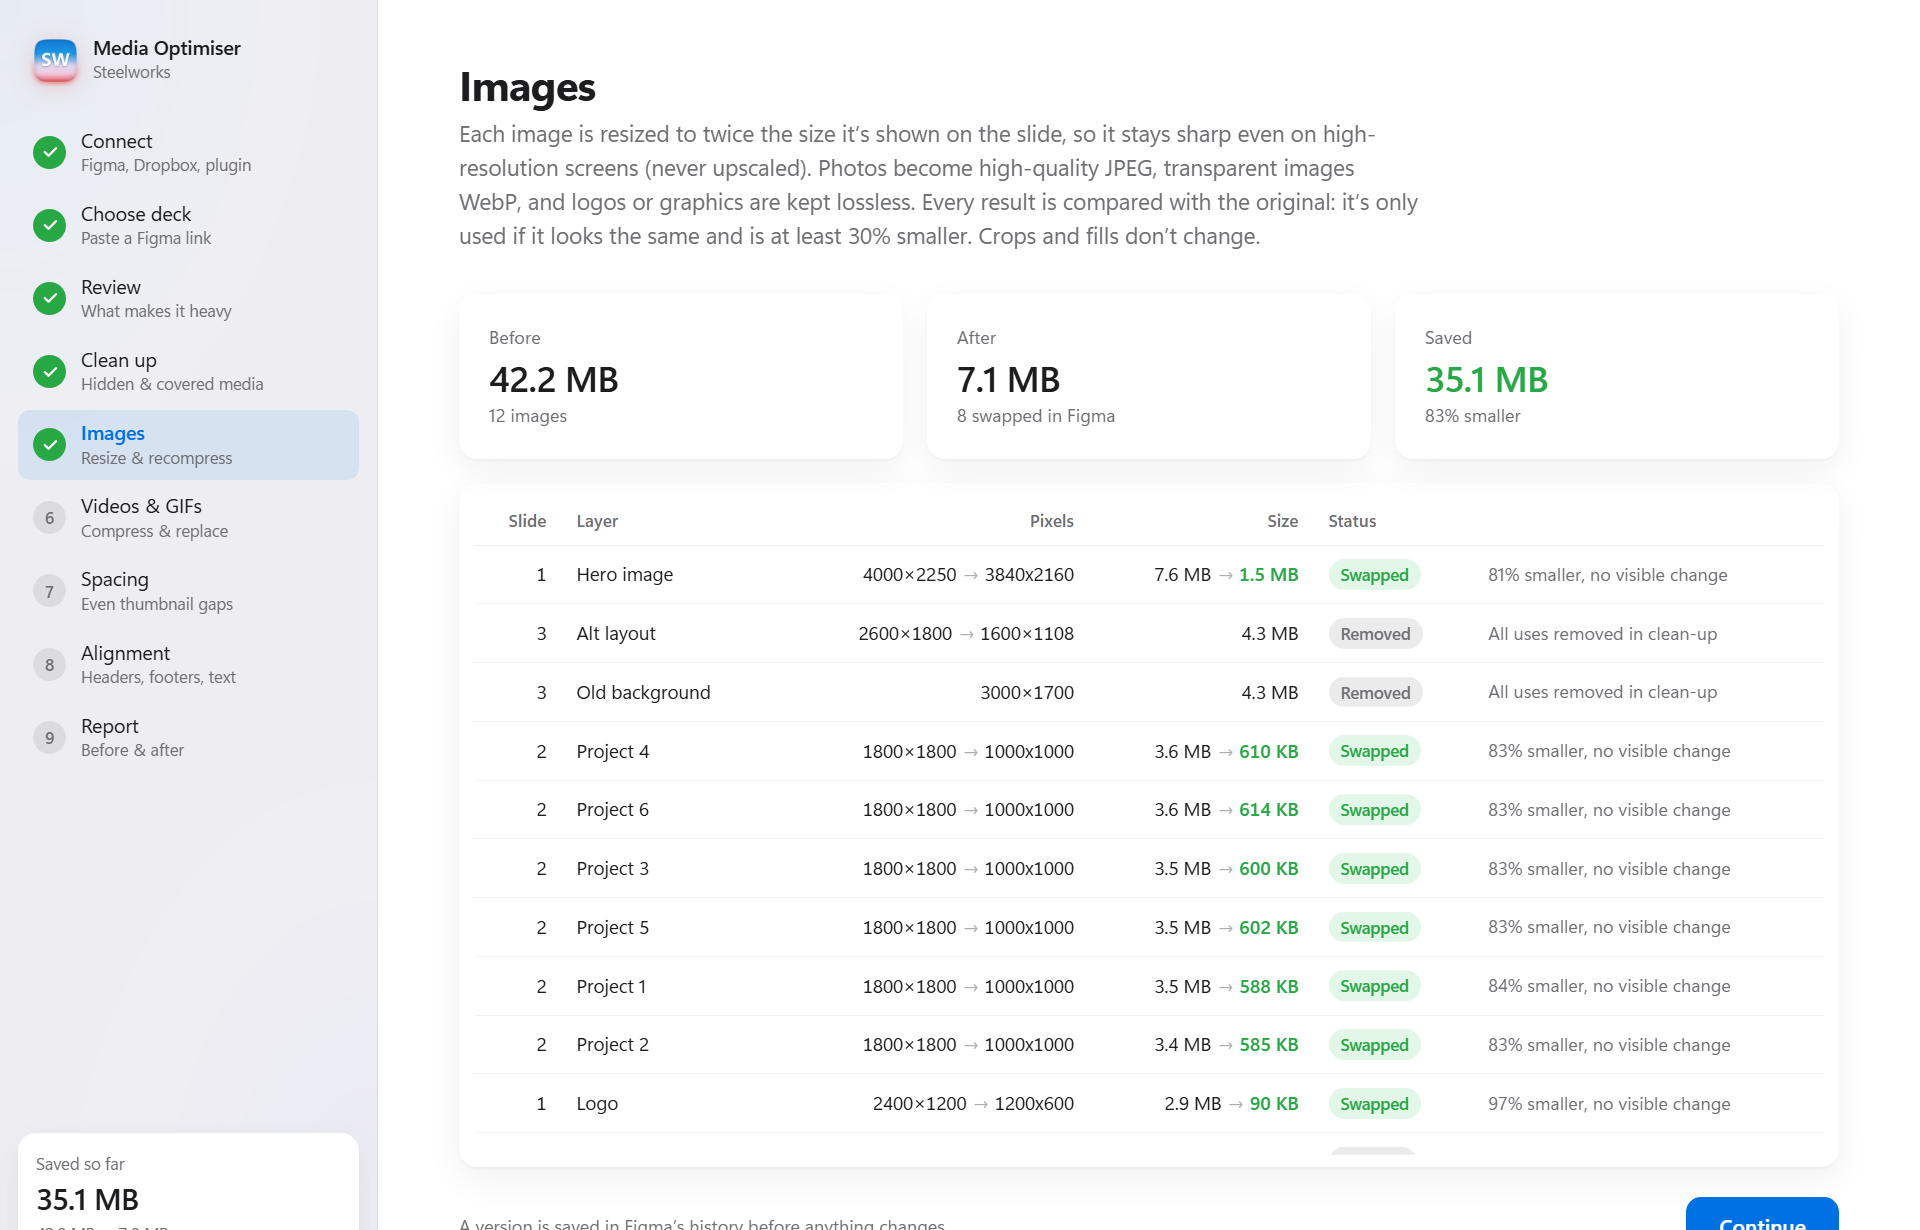 SW
Media Optimiser
Steelworks
Connect
Figma, Dropbox, plugin
Choose deck
Paste a Figma link
Review
What makes it heavy
Clean up
Hidden & covered media
Images
Resize & recompress
6
Videos & GIFs
Compress & replace
7
Spacing
Even thumbnail gaps
8
Alignment
Headers, footers, text
9
Report
Before & after
Saved so far
35.1 MB
Images
Each image is resized to twice the size it’s shown on the slide, so it stays sharp even on high-
resolution screens (never upscaled). Photos become high-quality JPEG, transparent images
WebP, and logos or graphics are kept lossless. Every result is compared with the original: it’s only
used if it looks the same and is at least 30% smaller. Crops and fills don’t change.
Before
42.2 MB
12 images
After
7.1 MB
8 swapped in Figma
Saved
35.1 MB
83% smaller
Slide Layer Pixels Size Status
1 Hero image 4000×2250 → 3840x2160 7.6 MB → 1.5 MB Swapped 81% smaller, no visible change
3 Alt layout 2600×1800 → 1600×1108 4.3 MB Removed All uses removed in clean-up
3 Old background 3000×1700 4.3 MB Removed All uses removed in clean-up
2 Project 4 1800×1800 → 1000x1000 3.6 MB → 610 KB Swapped 83% smaller, no visible change
2 Project 6 1800×1800 → 1000x1000 3.6 MB → 614 KB Swapped 83% smaller, no visible change
2 Project 3 1800×1800 → 1000x1000 3.5 MB → 600 KB Swapped 83% smaller, no visible change
2 Project 5 1800×1800 → 1000x1000 3.5 MB → 602 KB Swapped 83% smaller, no visible change
2 Project 1 1800×1800 → 1000x1000 3.5 MB → 588 KB Swapped 84% smaller, no visible change
2 Project 2 1800×1800 → 1000x1000 3.4 MB → 585 KB Swapped 83% smaller, no visible change
1 Logo 2400×1200 → 1200x600 2.9 MB → 90 KB Swapped 97% smaller, no visible change
A version is saved in Figma’s history before anything changes.
Continue